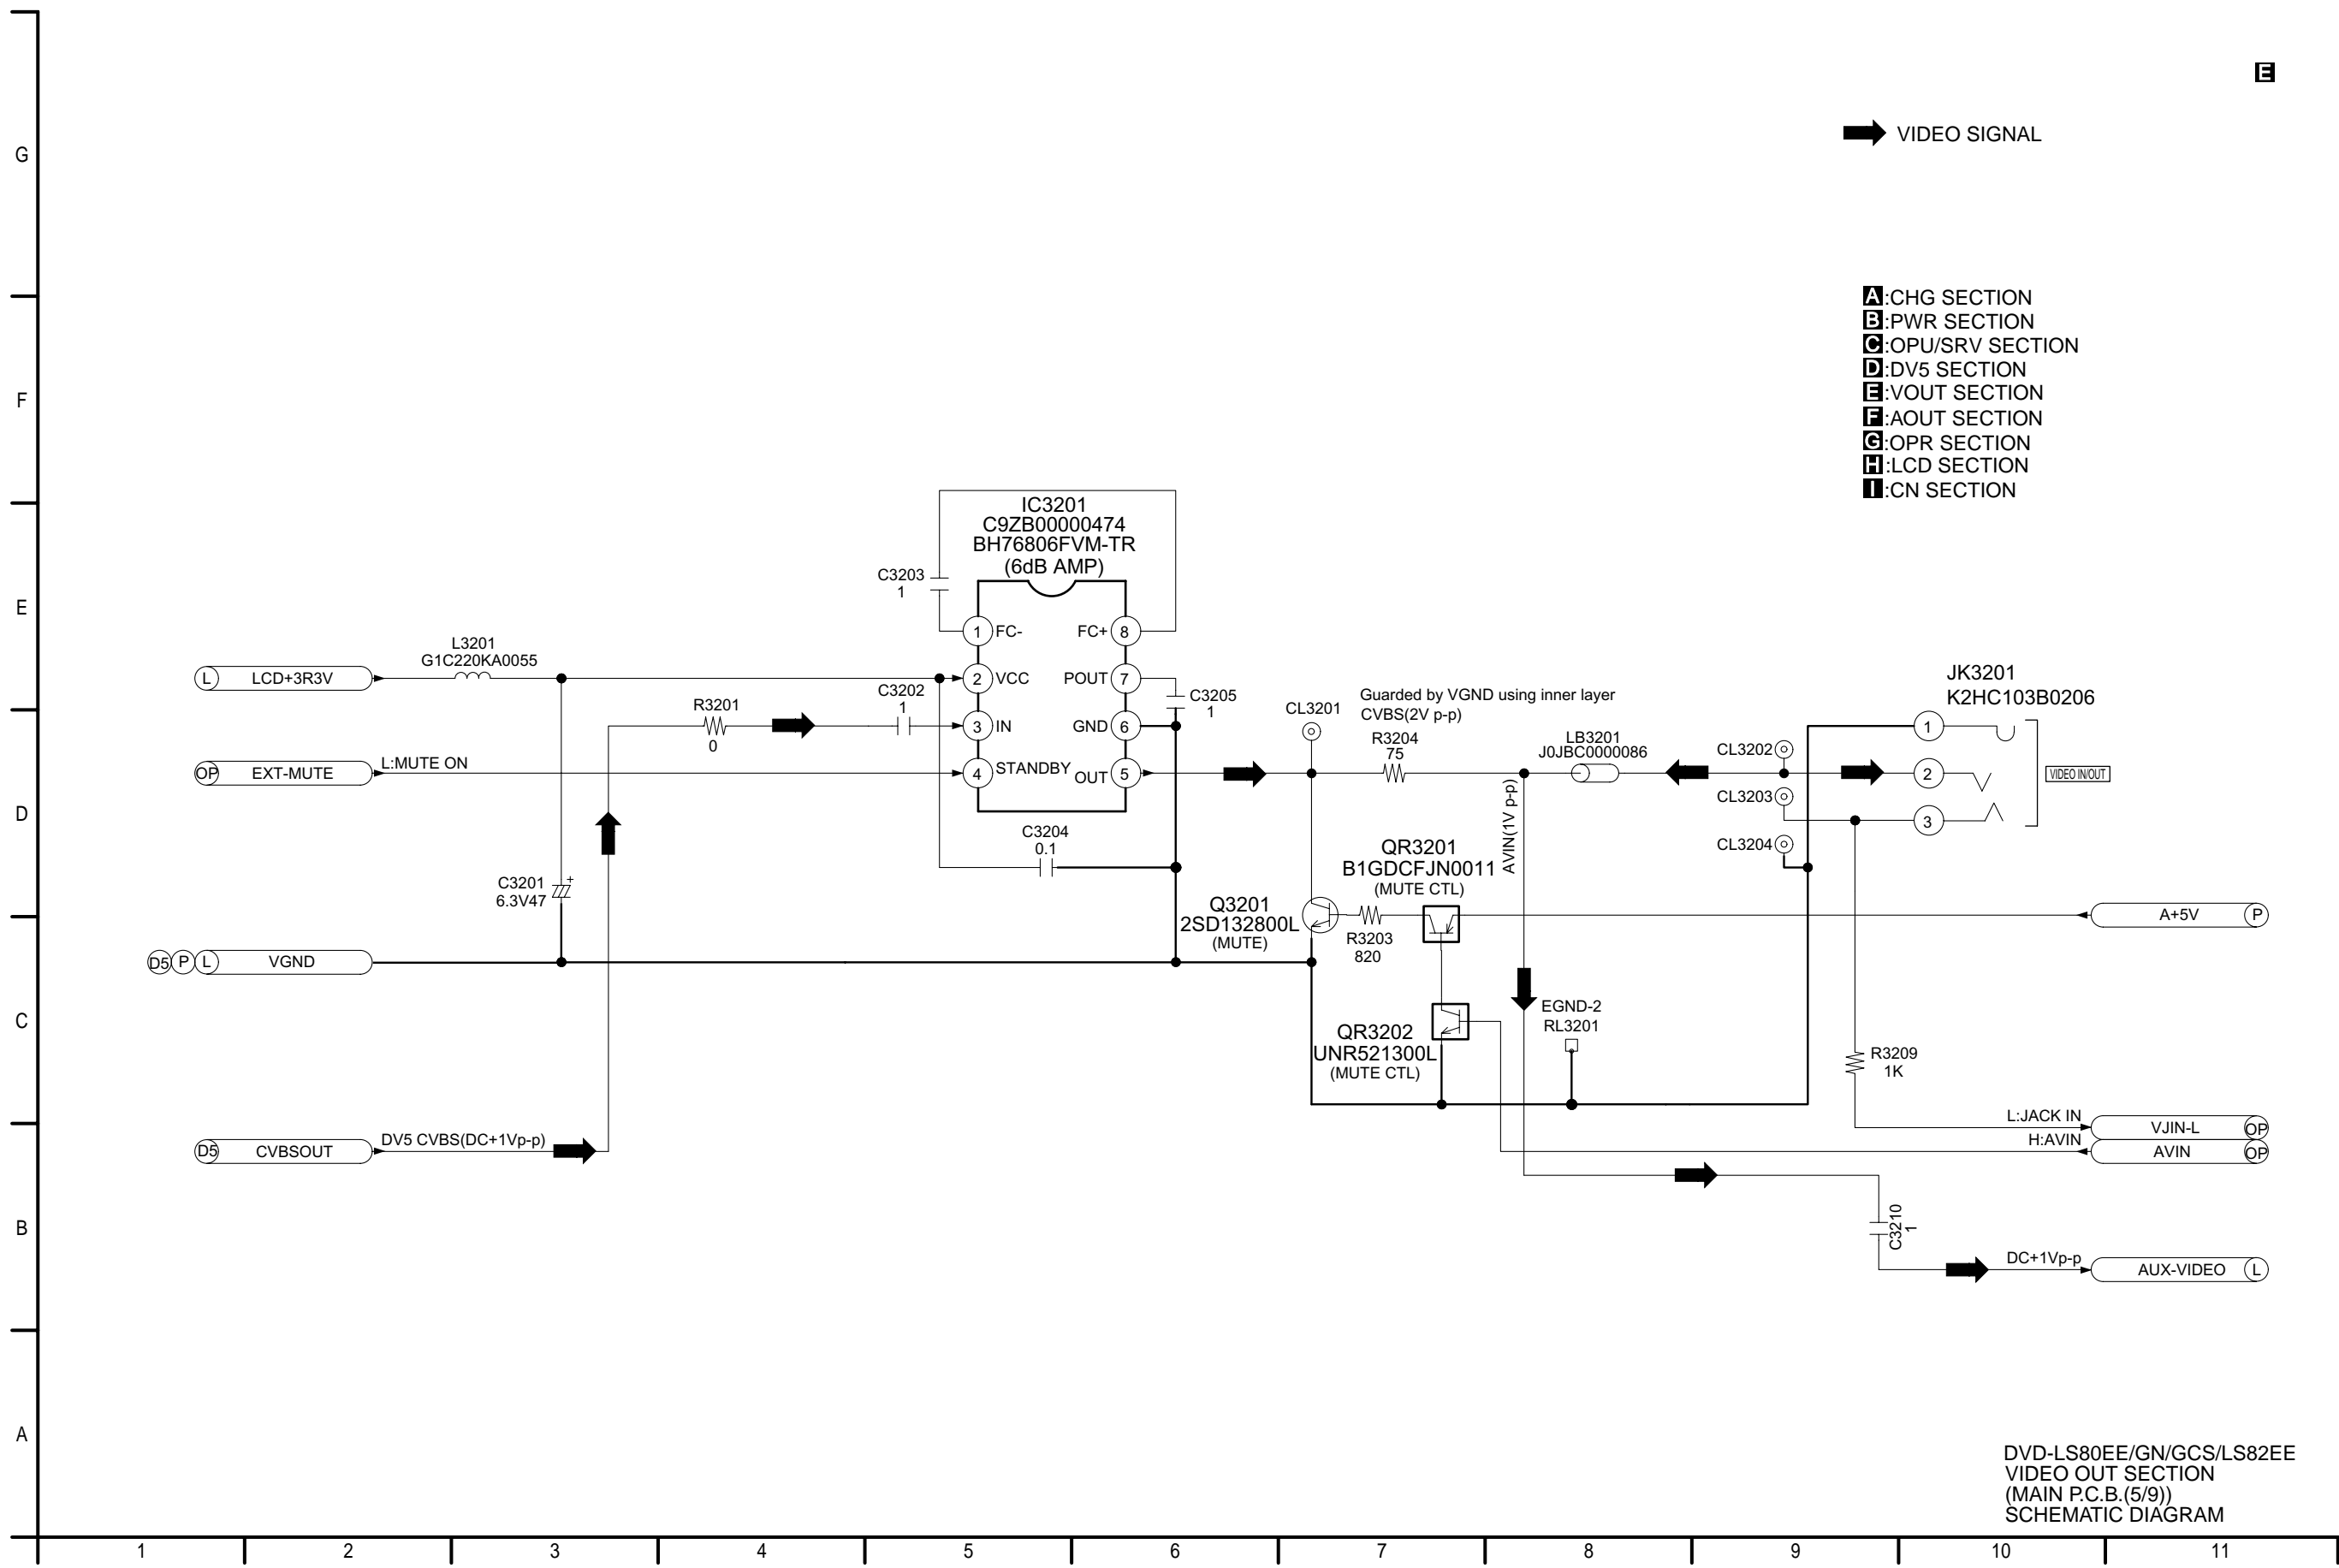 E
VIDEO SIGNAL
G
A:CHG SECTION
B:PWR SECTION
C:OPU/SRV SECTION
D:DV5 SECTION
E:VOUT SECTION
F:AOUT SECTION
G:OPR SECTION
H:LCD SECTION
I:CN SECTION
F
IC3201
C9ZB00000474
BH76806FVM-TR
(6dB AMP)
C3203
1
E
1 FC-
FC+ 8
L3201
G1C220KA0055
L LCD+3R3V
2 VCC
POUT 7
C3202
1
C3205
1
R3201
0
3 IN
GND 6
CL3201
Guarded by VGND using inner layer
CVBS(2V p-p)
R3204
75
LB3201
J0JBC0000086
JK3201
K2HC103B0206
1
CL3202
2
VIDEO IN/OUT
CL3203
3
CL3204
OP EXT-MUTE
L:MUTE ON
4 STANDBY
OUT 5
D
C3204
0.1
AVIN(1V p-p)
QR3201
B1GDCFJN0011
(MUTE CTL)
C3201
6.3V47
+
Q3201
2SD132800L
(MUTE)
R3203
820
A+5V P
D5 P L VGND
C
QR3202
UNR521300L
(MUTE CTL)
EGND-2
RL3201
R3209
1K
L:JACK IN
VJIN-L OP
H:AVIN
AVIN OP
D5 CVBSOUT
DV5 CVBS(DC+1Vp-p)
B
C3210
1
DC+1Vp-p
AUX-VIDEO L
A
DVD-LS80EE/GN/GCS/LS82EE
VIDEO OUT SECTION
(MAIN P.C.B.(5/9))
SCHEMATIC DIAGRAM
1 2 3 4 5 6 7 8 9 10 11